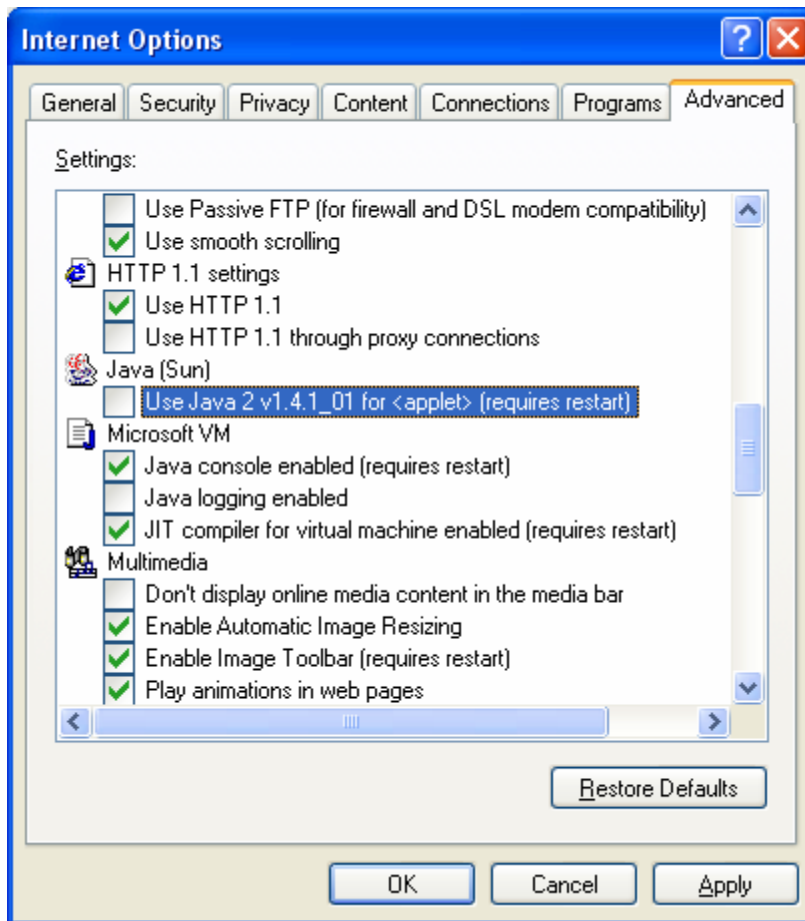 Internet Options
General Security Privacy Content Connections Programs Advanced
Settings:
Use Passive FTP (for firewall and DSL modem compatibility)
Use smooth scrolling
HTTP 1.1 settings
Use HTTP 1.1
Use HTTP 1.1 through proxy connections
Java (Sun)
Use Java 2 v1.4.1_01 for <applet> (requires restart)
Microsoft VM
Java console enabled (requires restart)
Java logging enabled
JIT compiler for virtual machine enabled (requires restart)
Multimedia
Don't display online media content in the media bar
Enable Automatic Image Resizing
Enable Image Toolbar (requires restart)
Play animations in web pages
Restore Defaults
OK Cancel Apply